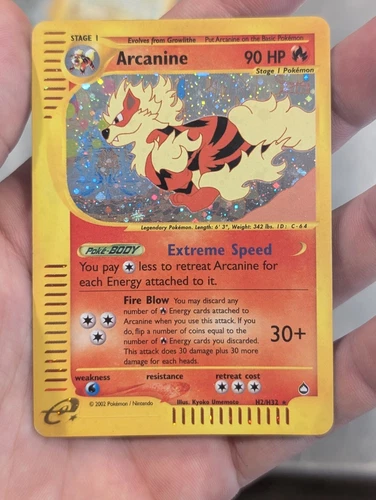 STAGE 1 Evolves from Growlithe Put Arcanine on the Basic Pokémon
Arcanine 90 HP
Stage 1 Pokémon
Legendary Pokémon. Length: 6' 3", Weight: 342 lbs. ID: C-64
Poké-BODY Extreme Speed
You pay less to retreat Arcanine for
each Energy attached to it.
Fire Blow You may discard any
number of Energy cards attached to
Arcanine when you use this attack. If you
do, flip a number of coins equal to the
number of Energy cards you discarded.
This attack does 30 damage plus 30 more
damage for each heads.
30+
weakness resistance retreat cost
e
© 2002 Pokémon / Nintendo Illus. Kyoko Umemoto H2/H32 ★